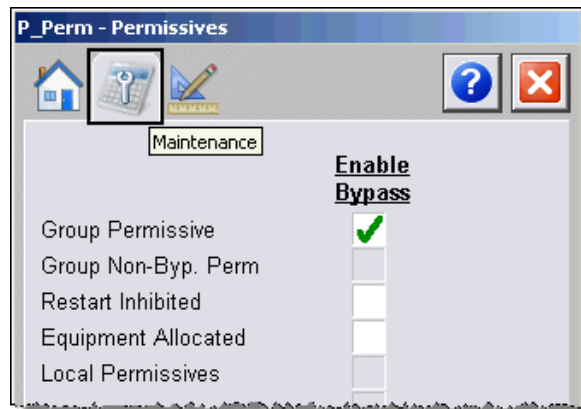 P_Perm - Permissives
?
Maintenance
Enable
Bypass
Group Permissive
Group Non-Byp. Perm
Restart Inhibited
Equipment Allocated
Local Permissives